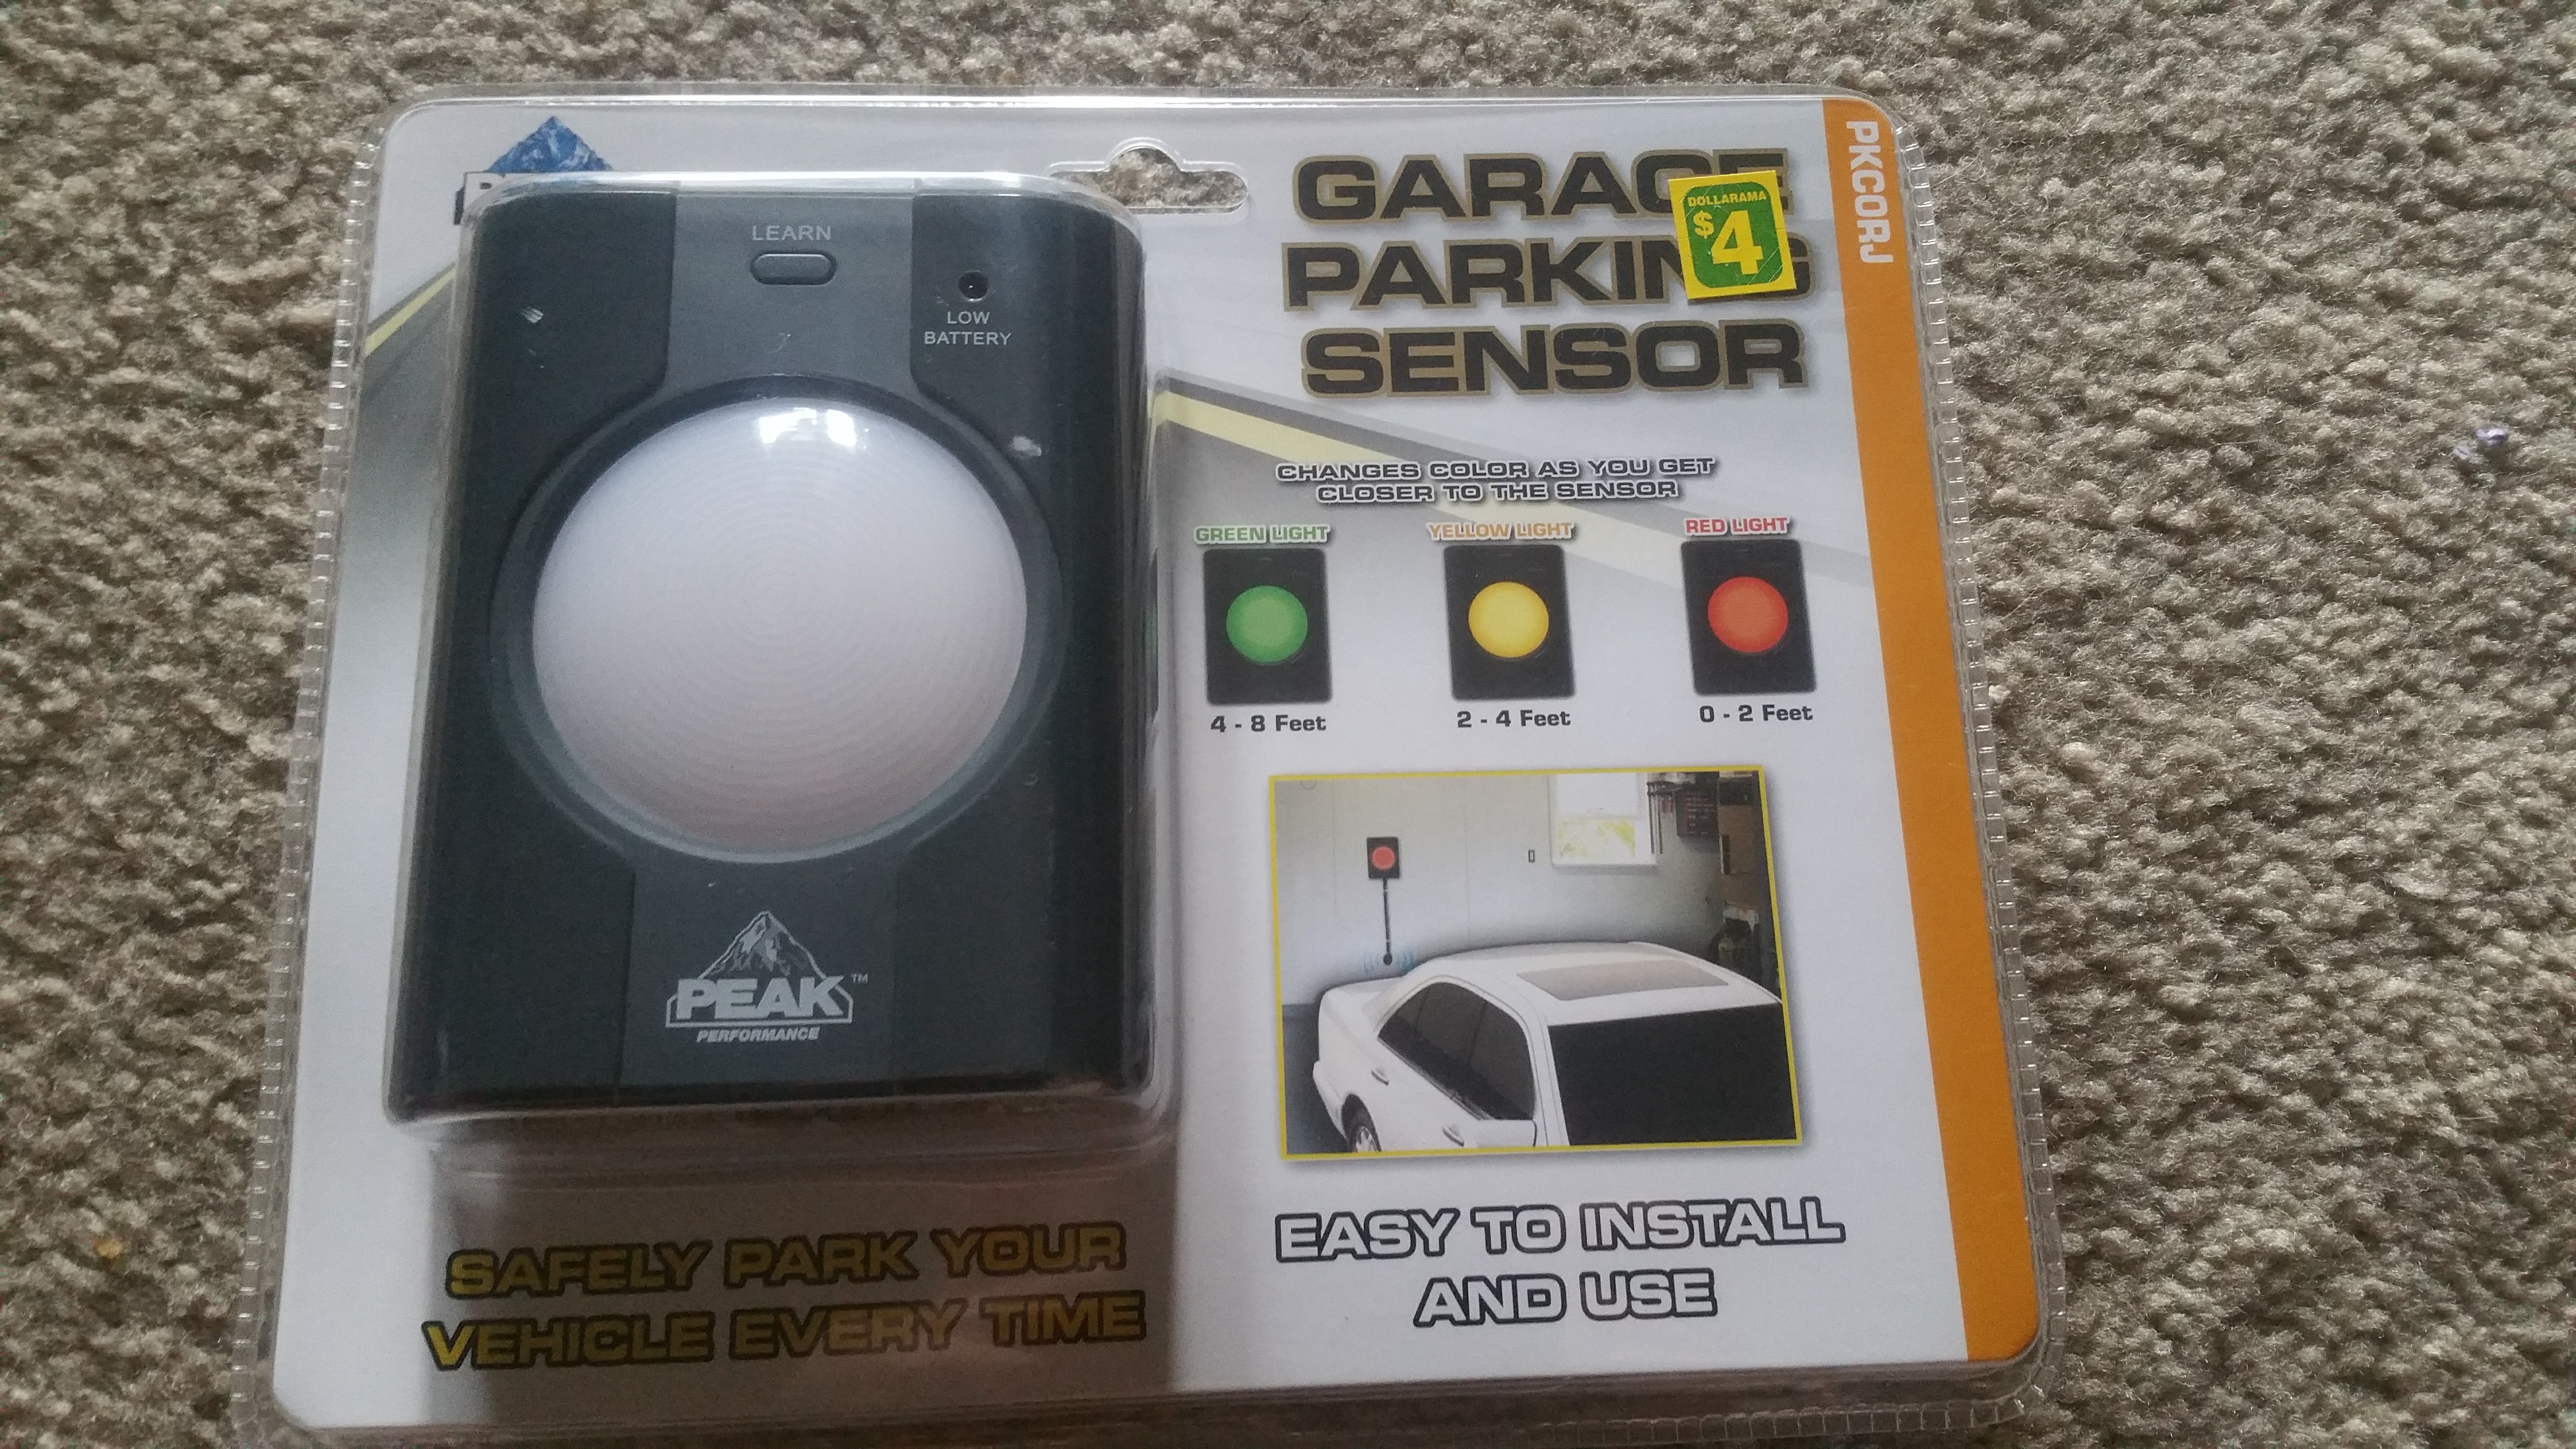 LEARN
LOW
BATTERY
PEAK™
PERFORMANCE
SAFELY PARK YOUR
VEHICLE EVERY TIME
GARAGE
PARKING
SENSOR
DOLLARAMA
$4
PKC0RJ
CHANGES COLOR AS YOU GET
CLOSER TO THE SENSOR
GREEN LIGHT YELLOW LIGHT RED LIGHT
4 - 8 Feet 2 - 4 Feet 0 - 2 Feet
EASY TO INSTALL
AND USE